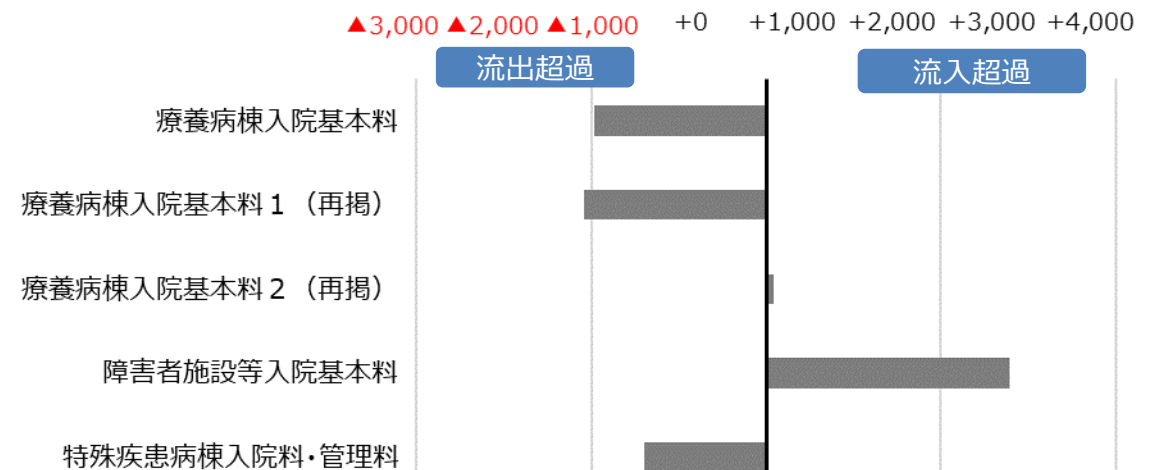 ▲3,000 ▲2,000 ▲1,000 +0 +1,000 +2,000 +3,000 +4,000
流出超過 流入超過
療養病棟入院基本料
療養病棟入院基本料１（再掲）
療養病棟入院基本料２（再掲）
障害者施設等入院基本料
特殊疾患病棟入院料・管理料